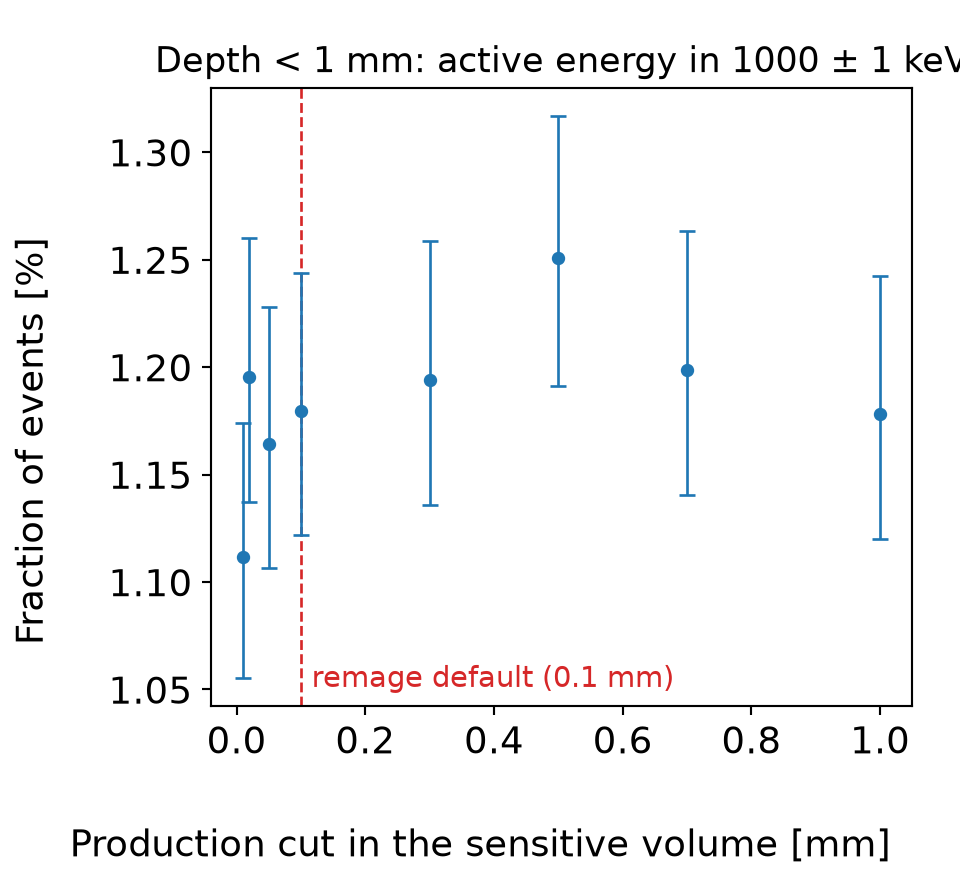 Depth < 1 mm: active energy in 1000 ± 1 keV
Fraction of events [%]
1.30
1.25
1.20
1.15
1.10
1.05
remage default (0.1 mm)
0.0 0.2 0.4 0.6 0.8 1.0
Production cut in the sensitive volume [mm]